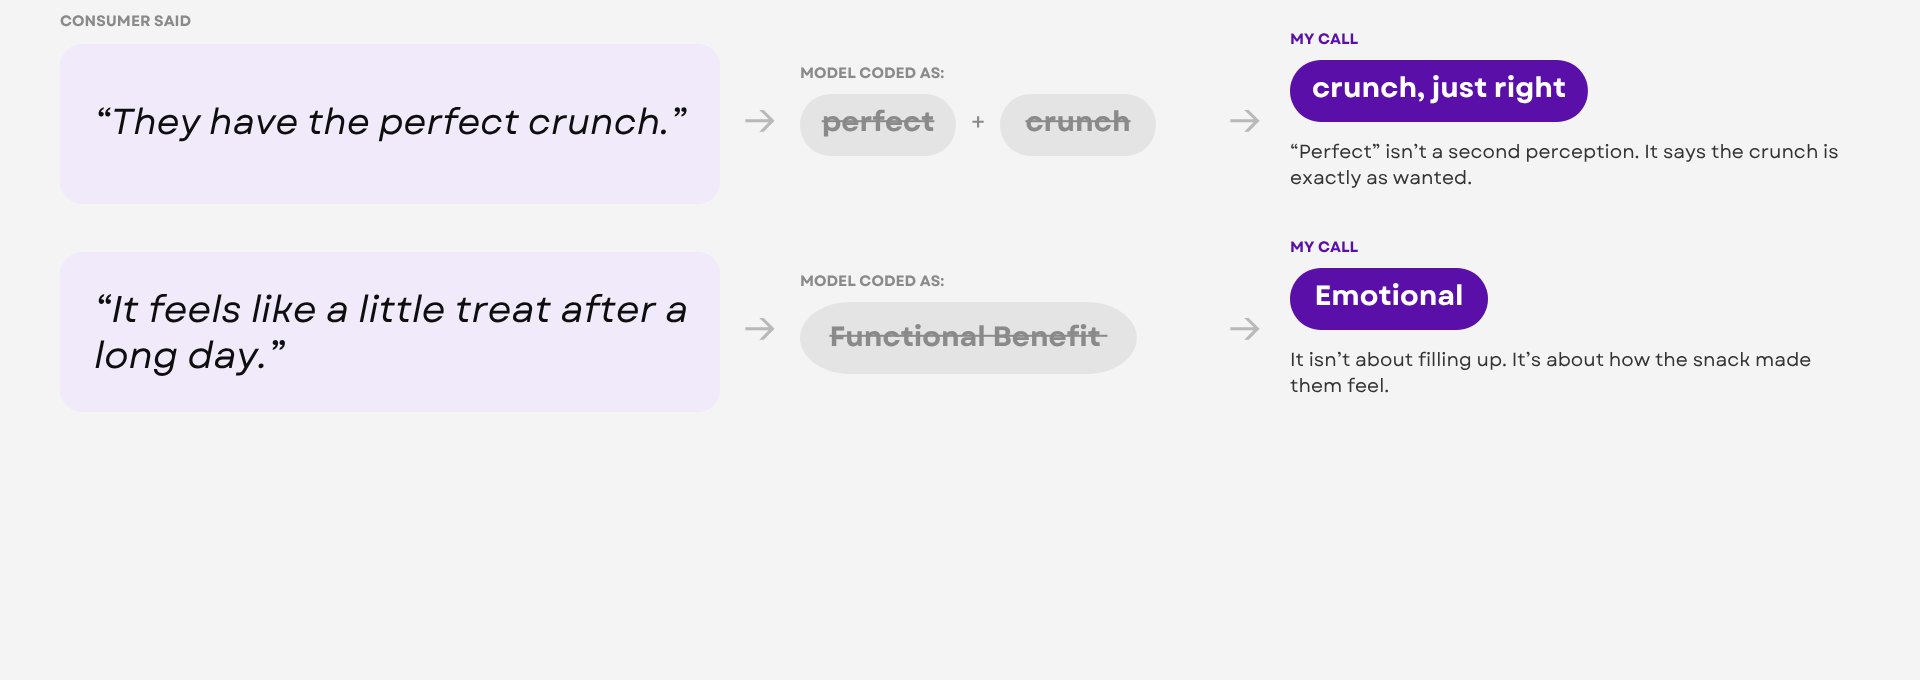 CONSUMER SAID
“They have the perfect crunch.”
MODEL CODED AS:
perfect + crunch
MY CALL
crunch, just right
“Perfect” isn’t a second perception. It says the crunch is
exactly as wanted.
“It feels like a little treat after a
long day.”
MODEL CODED AS:
Functional Benefit
MY CALL
Emotional
It isn’t about filling up. It’s about how the snack made
them feel.